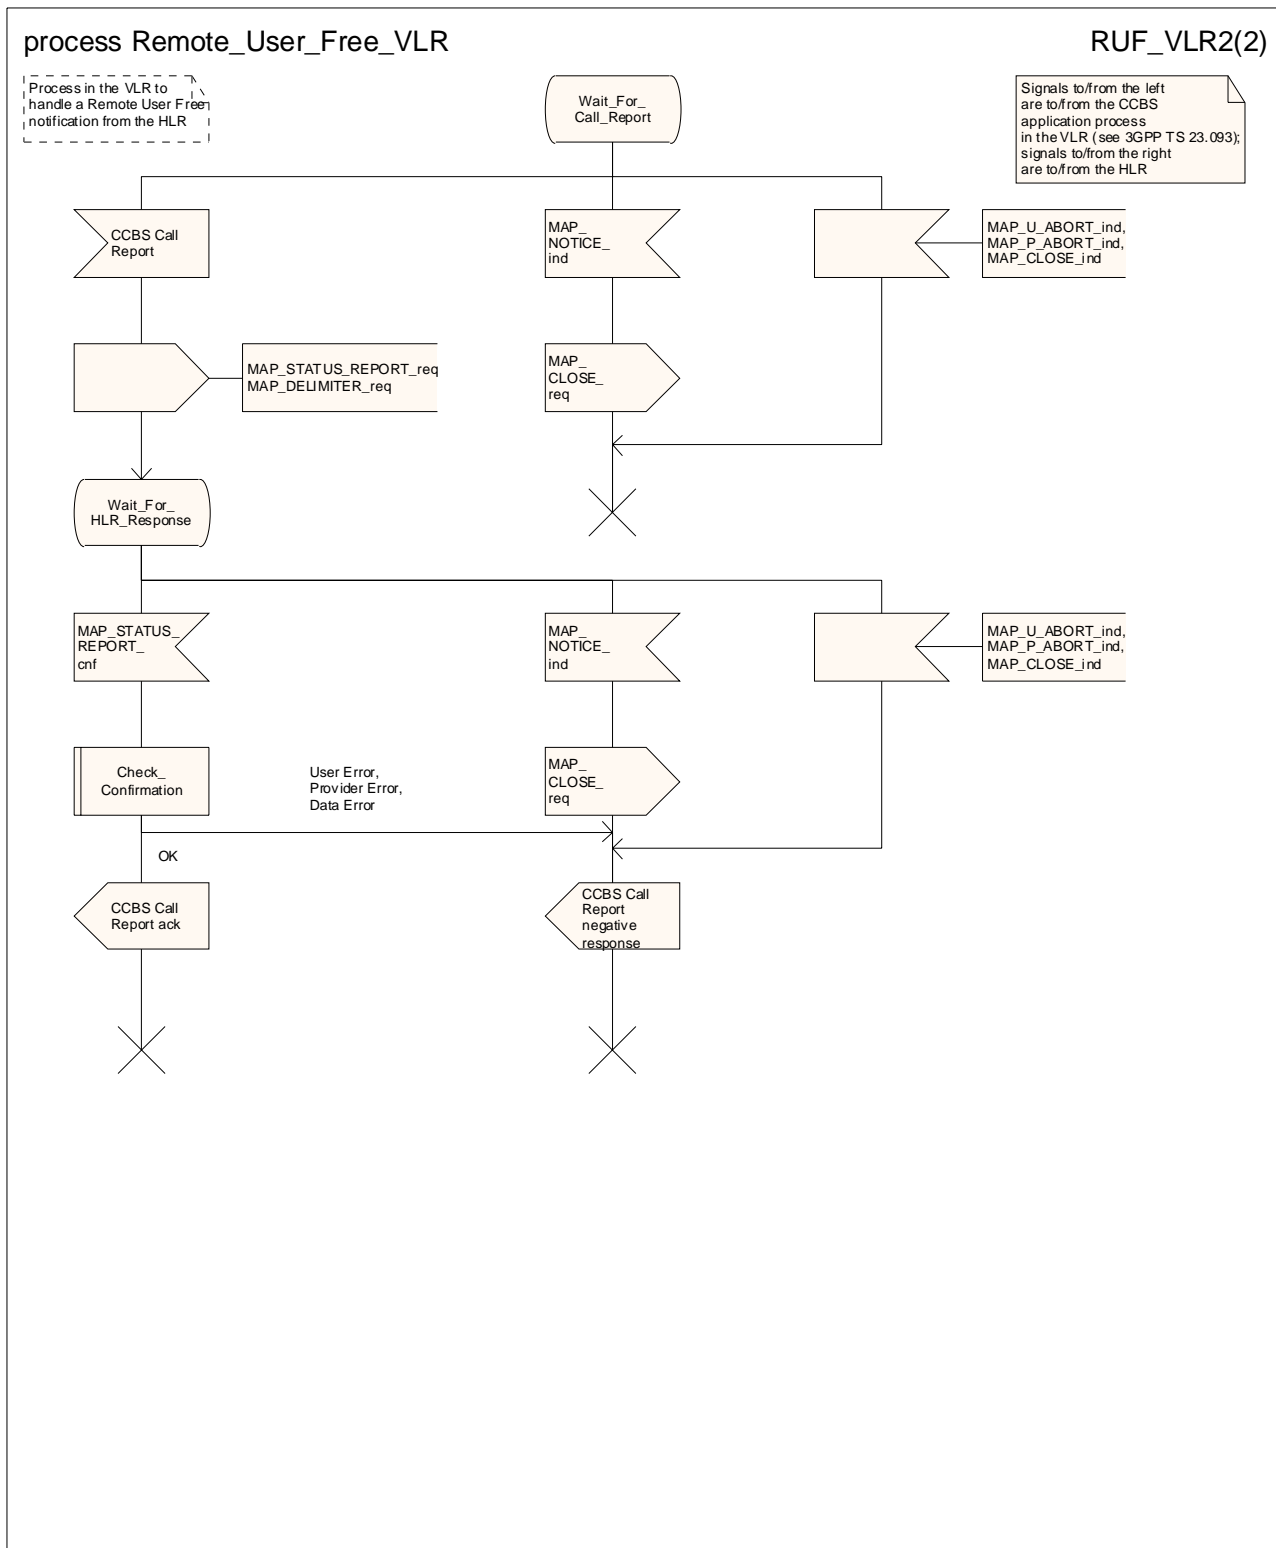 process Remote_User_Free_VLR
RUF_VLR2(2)
Process in the VLR to
handle a Remote User Free
notification from the HLR
Wait_For_
Call_Report
Signals to/from the left
are to/from the CCBS
application process
in the VLR (see 3GPP TS 23.093);
signals to/from the right
are to/from the HLR
CCBS Call
Report
MAP_
NOTICE_
ind
MAP_U_ABORT_ind,
MAP_P_ABORT_ind,
MAP_CLOSE_ind
MAP_STATUS_REPORT_req
MAP_DELIMITER_req
MAP_
CLOSE_
req
Wait_For_
HLR_Response
MAP_STATUS_
REPORT_
cnf
MAP_
NOTICE_
ind
MAP_U_ABORT_ind,
MAP_P_ABORT_ind,
MAP_CLOSE_ind
Check_
Confirmation
User Error,
Provider Error,
Data Error
MAP_
CLOSE_
req
OK
CCBS Call
Report ack
CCBS Call
Report
negative
response